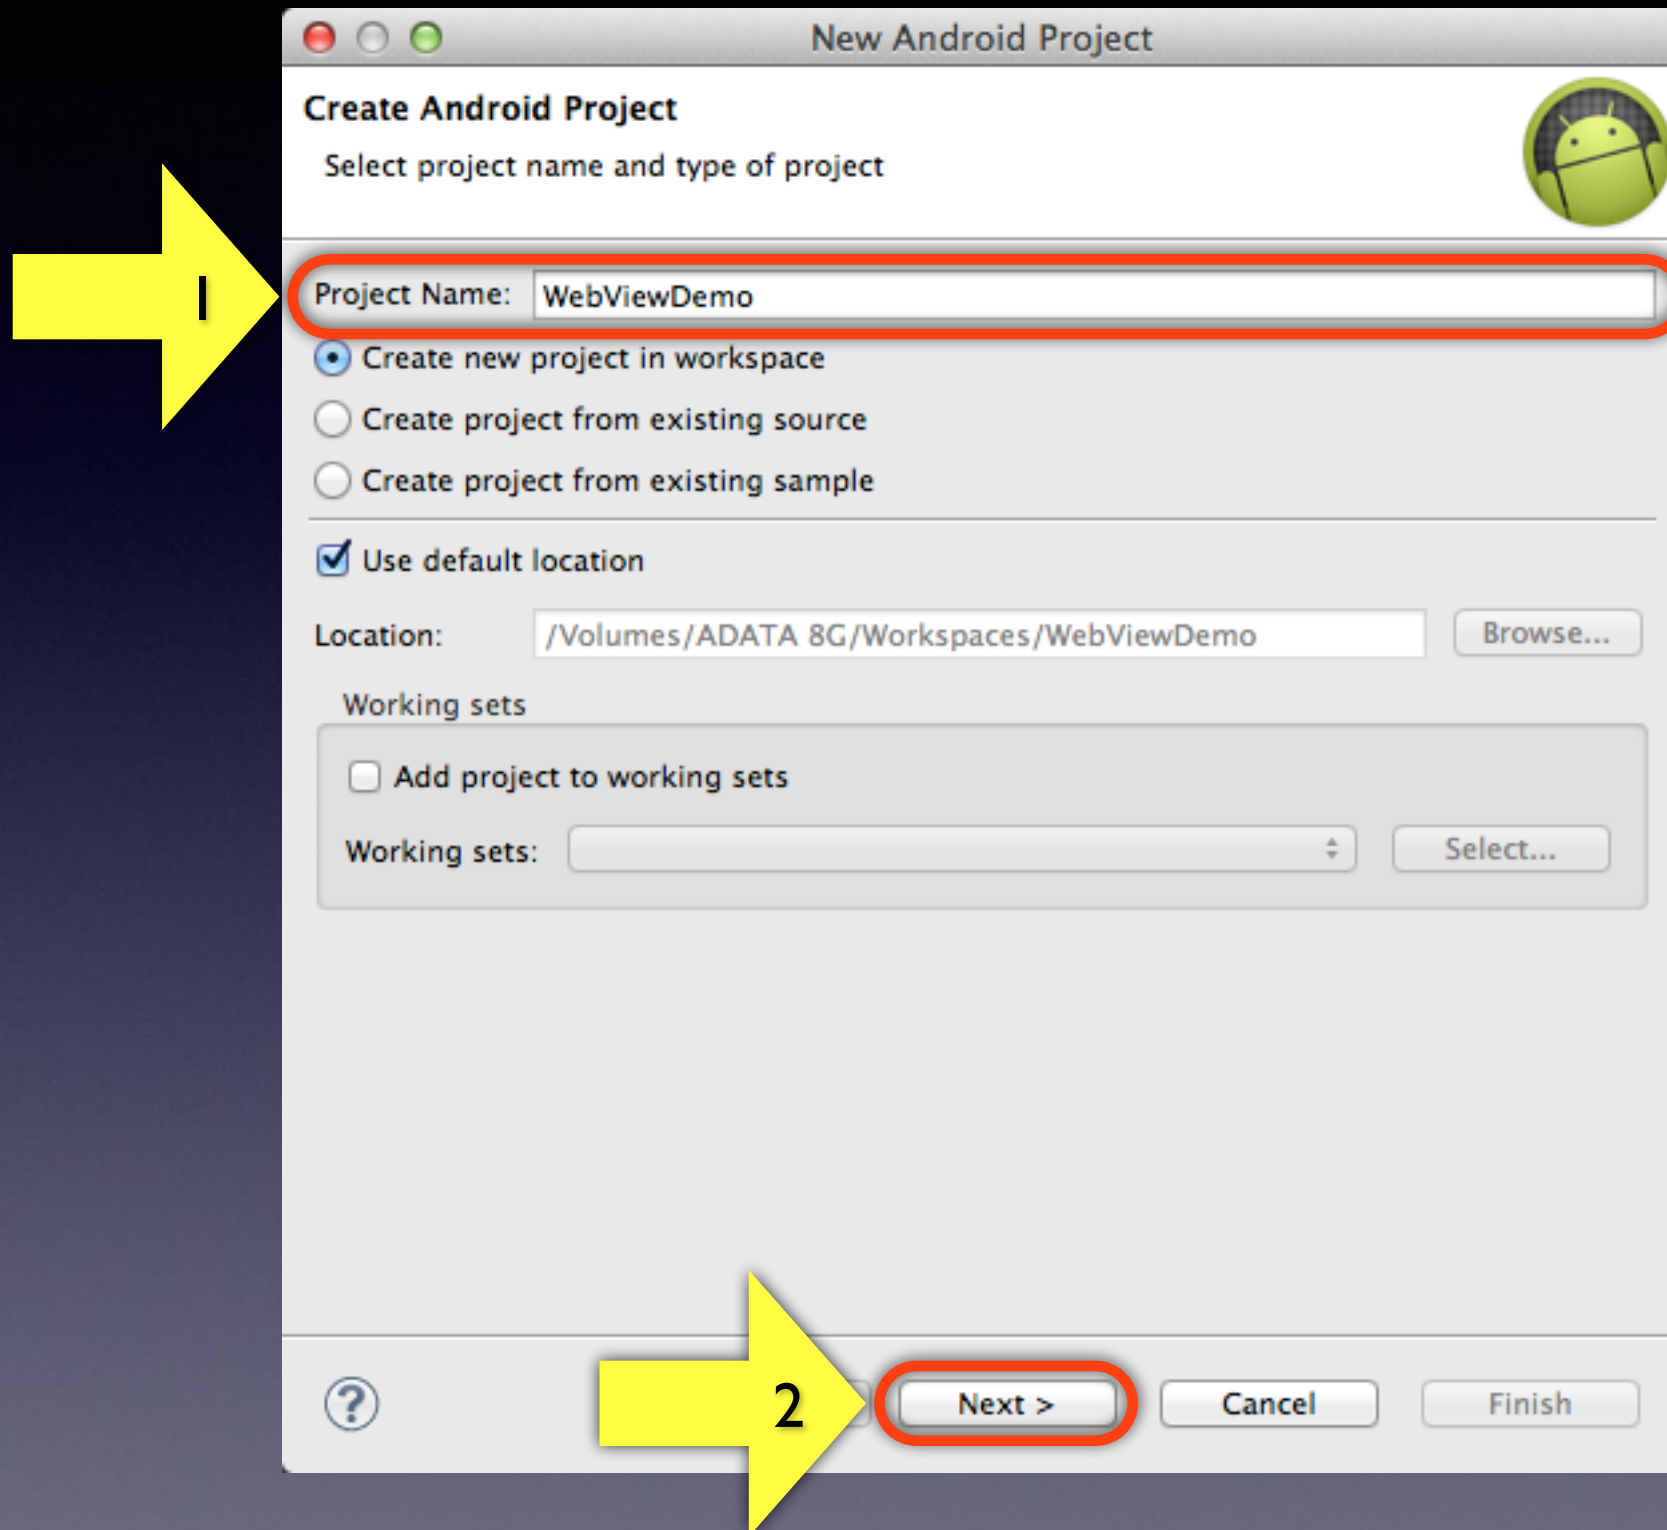 New Android Project
Create Android Project
Select project name and type of project
1
Project Name: WebViewDemo
Create new project in workspace
Create project from existing source
Create project from existing sample
Use default location
Location: /Volumes/ADATA 8G/Workspaces/WebViewDemo Browse...
Working sets
Add project to working sets
Working sets: Select...
? 2 Next > Cancel Finish